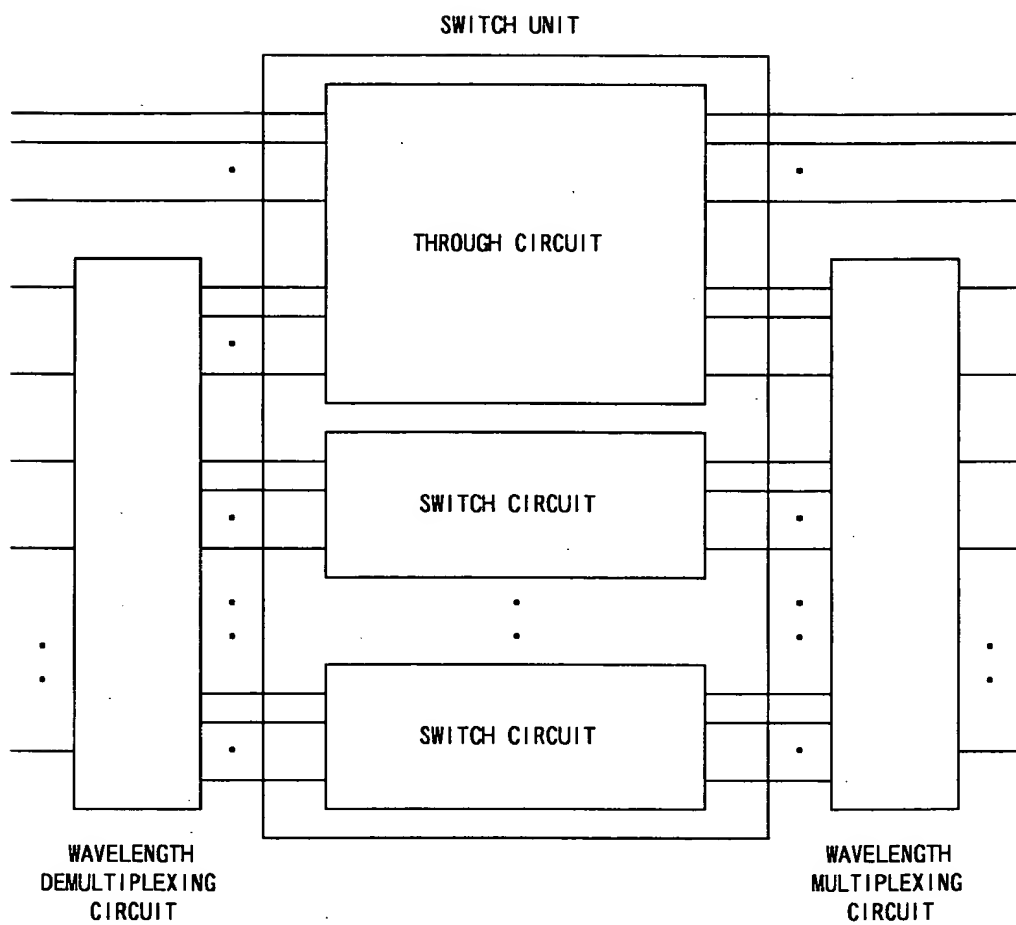 SWITCH UNIT
THROUGH CIRCUIT
SWITCH CIRCUIT
SWITCH CIRCUIT
WAVELENGTH
DEMULTIPLEXING
CIRCUIT
WAVELENGTH
MULTIPLEXING
CIRCUIT